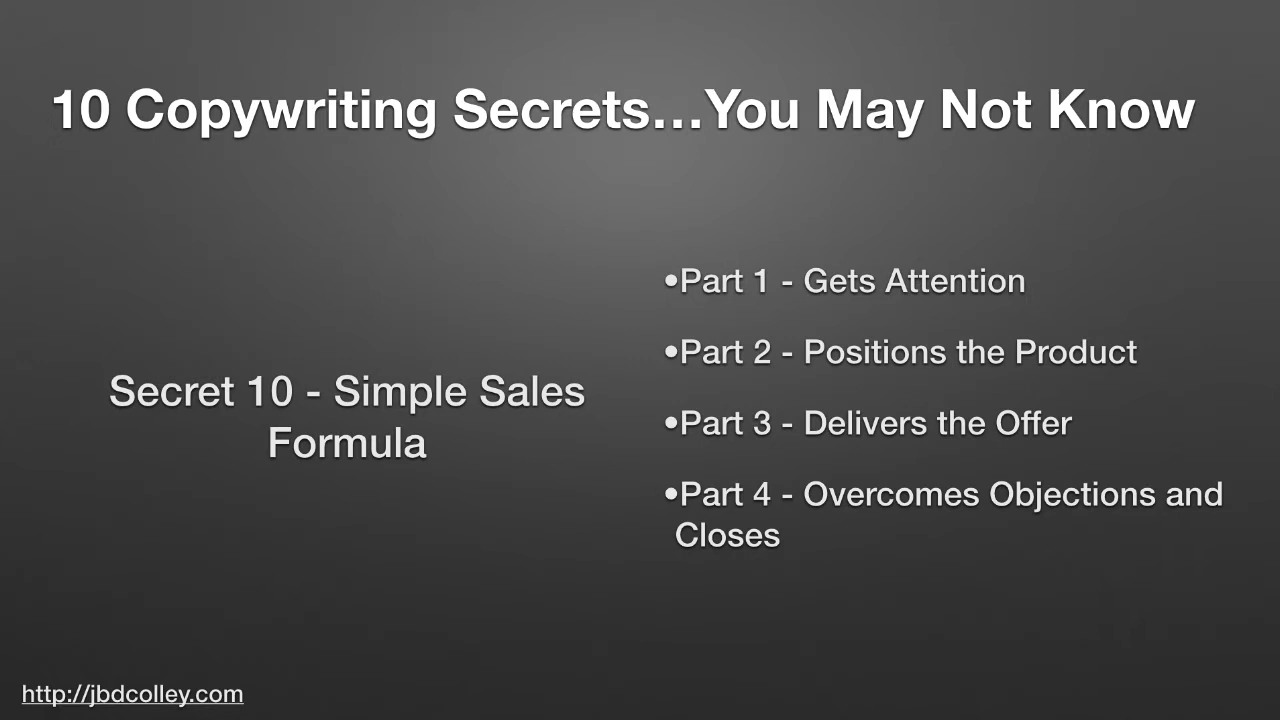 10 Copywriting Secrets…You May Not Know
Secret 10 - Simple Sales
Formula
•Part 1 - Gets Attention
•Part 2 - Positions the Product
•Part 3 - Delivers the Offer
•Part 4 - Overcomes Objections and
Closes
http://jbdcolley.com